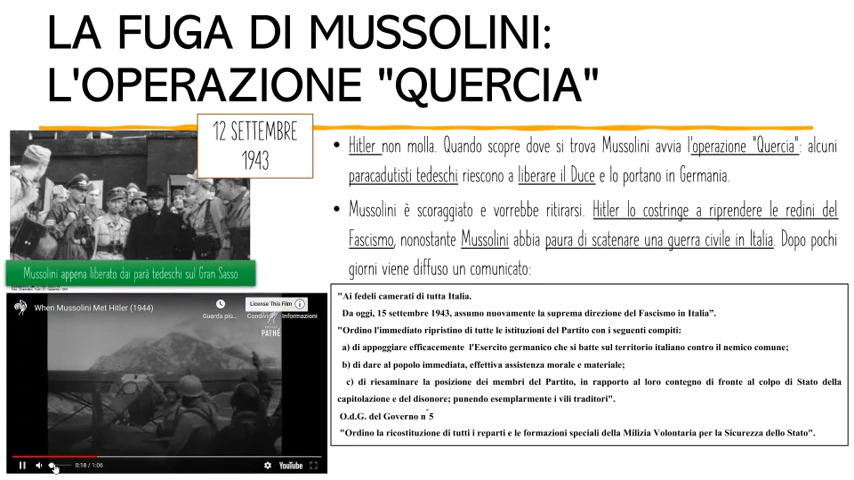 LA FUGA DI MUSSOLINI:
L'OPERAZIONE "QUERCIA"
12 SETTEMBRE
1943
Mussolini appena liberato dai parà tedeschi sul Gran Sasso
When Mussolini Met Hitler (1944)
Guarda più...
Condividi
Informazioni
License This Film
PATHÉ
0:18 / 1:06
YouTube
• Hitler non molla. Quando scopre dove si trova Mussolini avvia l'operazione "Quercia": alcuni
paracadutisti tedeschi riescono a liberare il Duce e lo portano in Germania.
• Mussolini è scoraggiato e vorrebbe ritirarsi. Hitler lo costringe a riprendere le redini del
Fascismo, nonostante Mussolini abbia paura di scatenare una guerra civile in Italia. Dopo pochi
giorni viene diffuso un comunicato:
"Ai fedeli camerati di tutta Italia.
Da oggi, 15 settembre 1943, assumo nuovamente la suprema direzione del Fascismo in Italia".
"Ordino l'immediato ripristino di tutte le istituzioni del Partito con i seguenti compiti:
a) di appoggiare efficacemente l'Esercito germanico che si batte sul territorio italiano contro il nemico comune;
b) di dare al popolo immediata, effettiva assistenza morale e materiale;
c) di riesaminare la posizione dei membri del Partito, in rapporto al loro contegno di fronte al colpo di Stato della
capitolazione e del disonore; punendo esemplarmente i vili traditori".
O.d.G. del Governo n°5
"Ordino la ricostituzione di tutti i reparti e le formazioni speciali della Milizia Volontaria per la Sicurezza dello Stato".